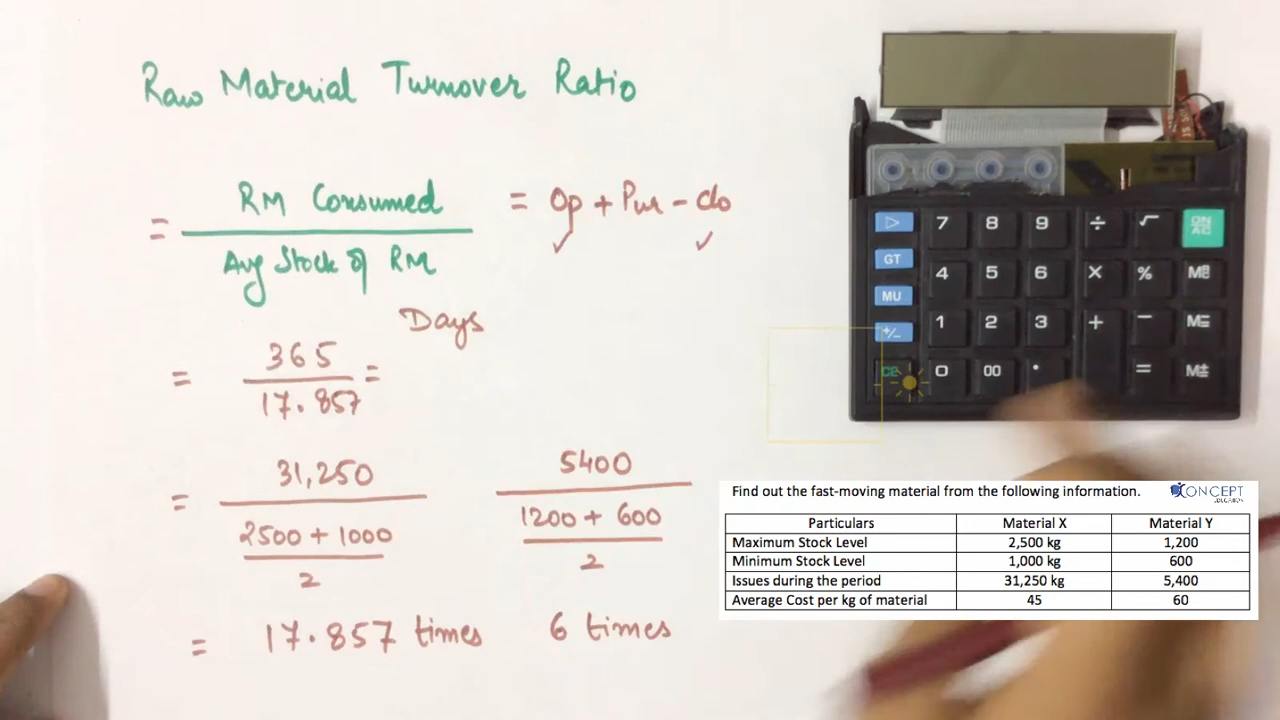 Raw Material Turnover Ratio
= RM Consumed = Op + Pur - clo
Avg Stock of RM
Days
= 365 =
17.857
= 31,250 5400
2500 + 1000 1200 + 600
2 2
= 17.857 times 6 times
7 8 9 ÷ √ ON
AC
GT 4 5 6 × %
MU 1 2 3 + −
+/−
CE 0 00 • =
Find out the fast-moving material from the following information. CONCEPT
Particulars Material X Material Y
Maximum Stock Level 2,500 kg 1,200
Minimum Stock Level 1,000 kg 600
Issues during the period 31,250 kg 5,400
Average Cost per kg of material 45 60